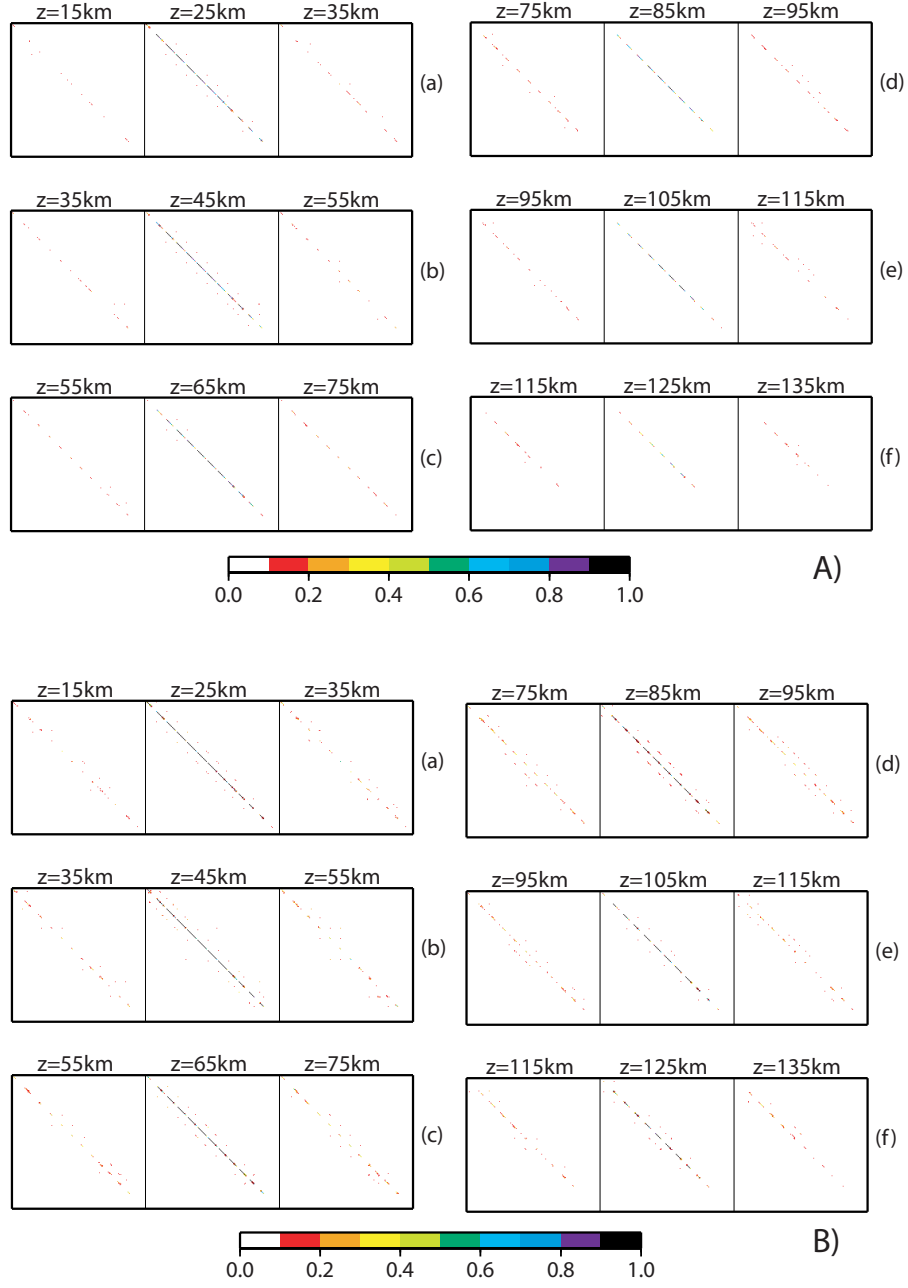 z=15km z=25km z=35km
(a)
z=75km z=85km z=95km
(d)
z=35km z=45km z=55km
(b)
z=95km z=105km z=115km
(e)
z=55km z=65km z=75km
(c)
z=115km z=125km z=135km
(f)
0.0 0.2 0.4 0.6 0.8 1.0
A)
z=15km z=25km z=35km
(a)
z=75km z=85km z=95km
(d)
z=35km z=45km z=55km
(b)
z=95km z=105km z=115km
(e)
z=55km z=65km z=75km
(c)
z=115km z=125km z=135km
(f)
0.0 0.2 0.4 0.6 0.8 1.0
B)